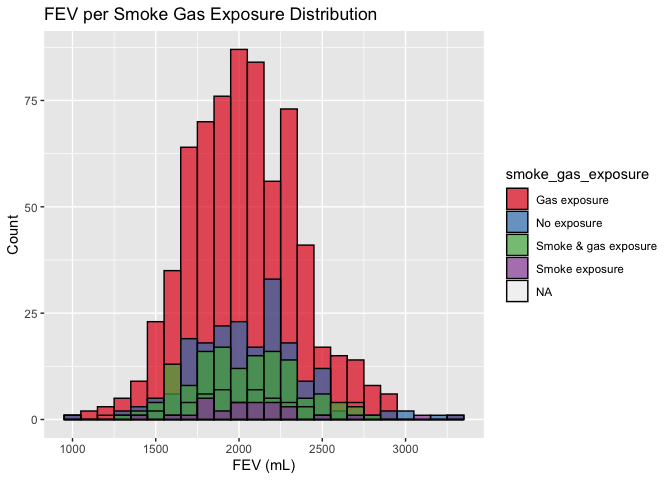 FEV per Smoke Gas Exposure Distribution
75
50
25
0
Count
1000
1500
2000
2500
3000
FEV (mL)
smoke_gas_exposure
Gas exposure
No exposure
Smoke & gas exposure
Smoke exposure
NA